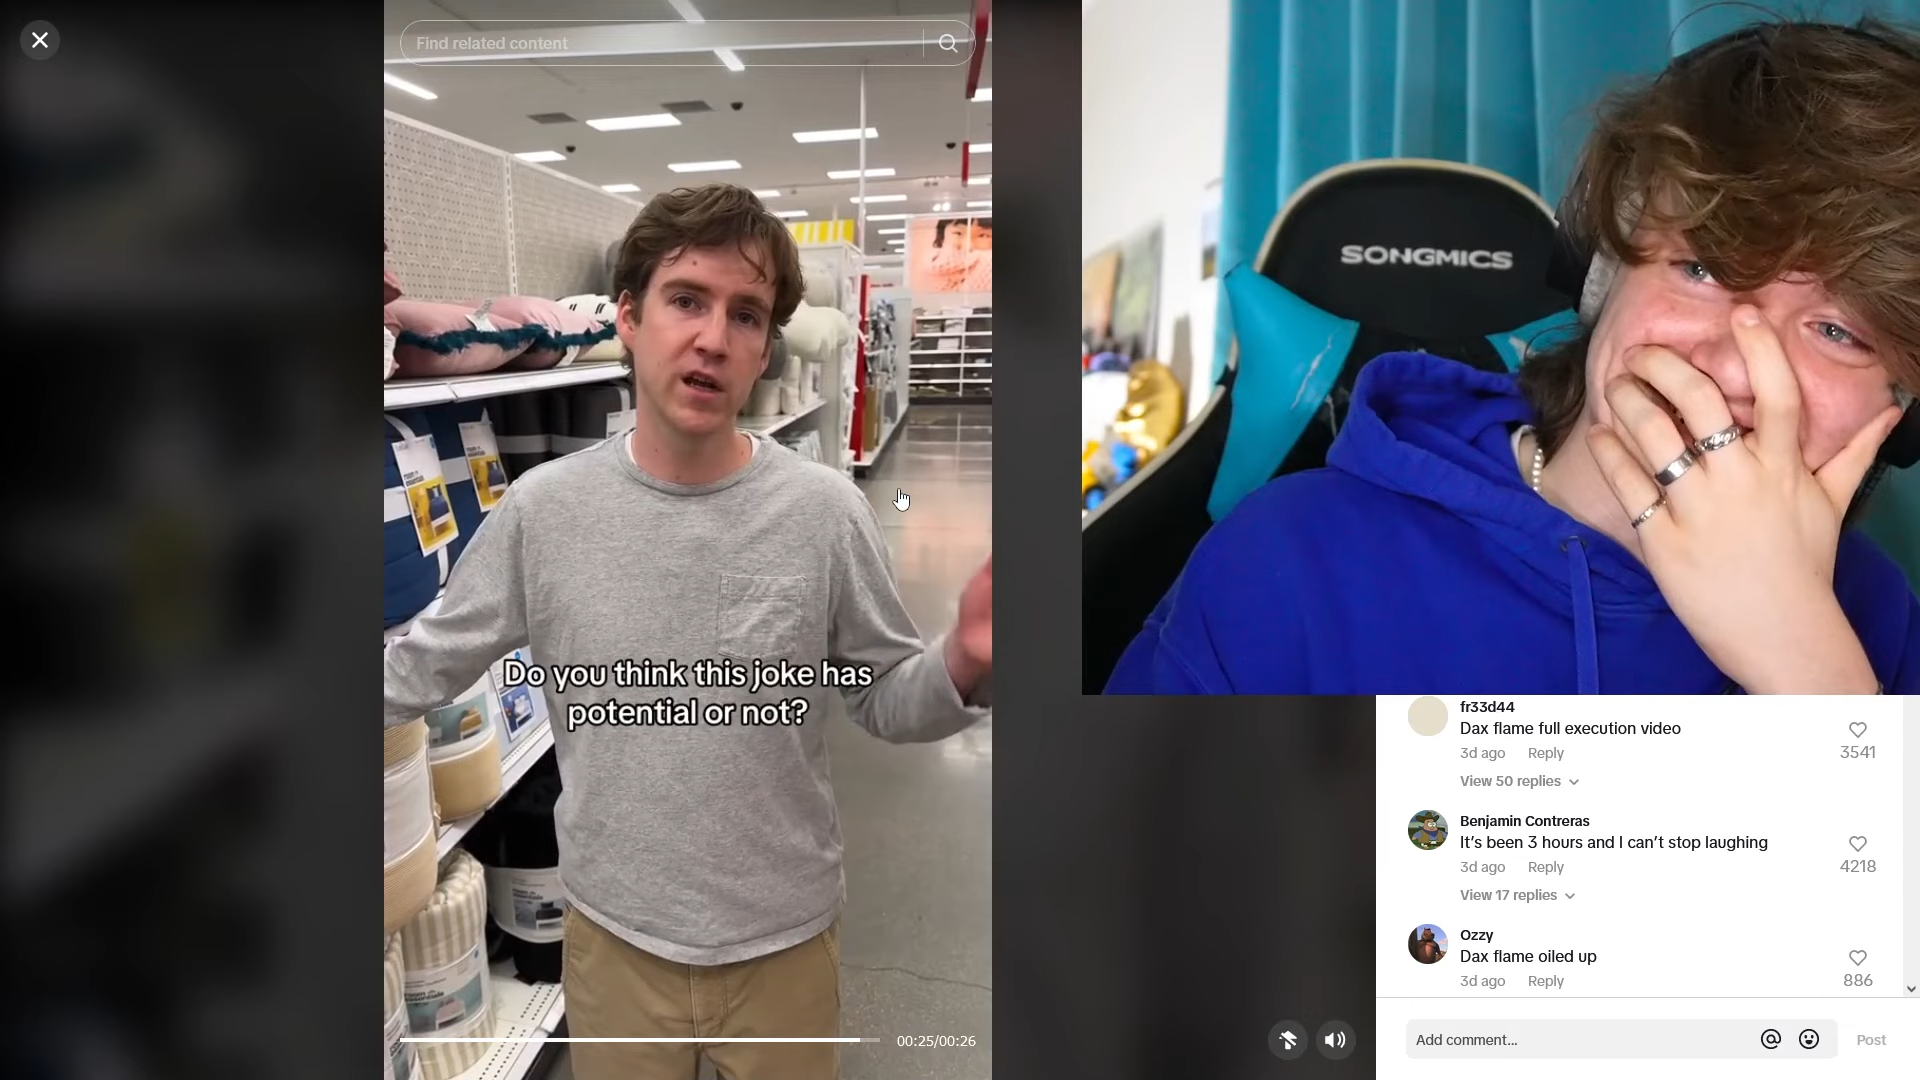 Find related content
SONGMICS
Do you think this joke has
potential or not?
00:25/00:26
fr33d44
Dax flame full execution video
3d ago Reply
3541
View 50 replies
Benjamin Contreras
It's been 3 hours and I can't stop laughing
3d ago Reply
4218
View 17 replies
Ozzy
Dax flame oiled up
3d ago Reply
886
Add comment...
Post